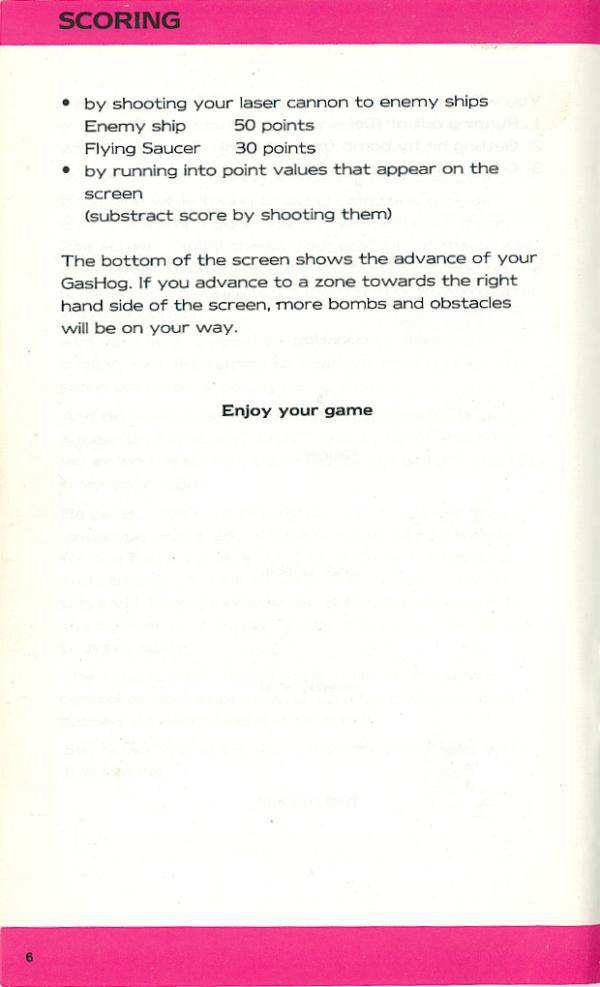 SCORING
• by shooting your laser cannon to enemy ships
Enemy ship 50 points
Flying Saucer 30 points
• by running into point values that appear on the
screen
(substract score by shooting them)
The bottom of the screen shows the advance of your
GasHog. If you advance to a zone towards the right
hand side of the screen, more bombs and obstacles
will be on your way.
Enjoy your game
6